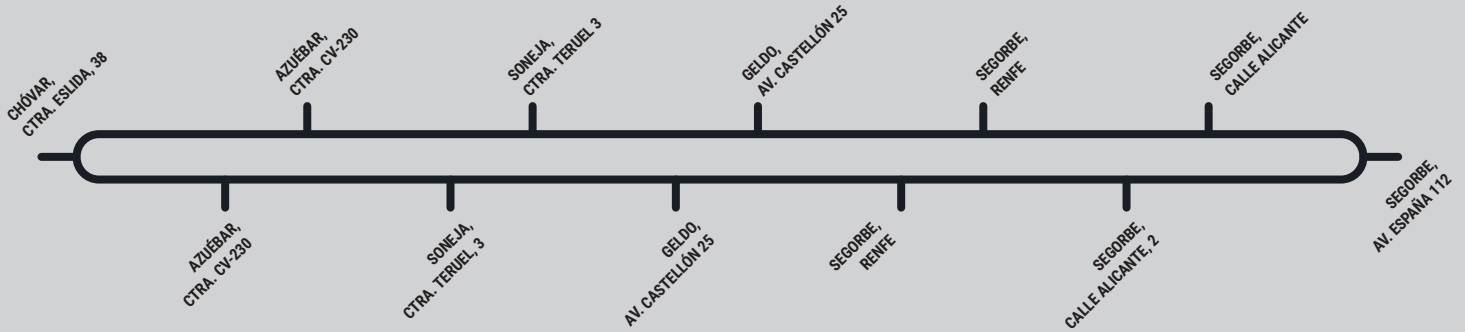 CHÓVAR,
CTRA. ESLIDA, 38
AZUÉBAR,
CTRA. CV-230
SONEJA,
CTRA. TERUEL 3
GELDO,
AV. CASTELLÓN 25
SEGORBE,
RENFE
SEGORBE,
CALLE ALICANTE
SEGORBE,
AV. ESPAÑA 112
AZUÉBAR,
CTRA. CV-230
SONEJA,
CTRA. TERUEL, 3
GELDO,
AV. CASTELLÓN 25
SEGORBE,
RENFE
SEGORBE,
CALLE ALICANTE, 2